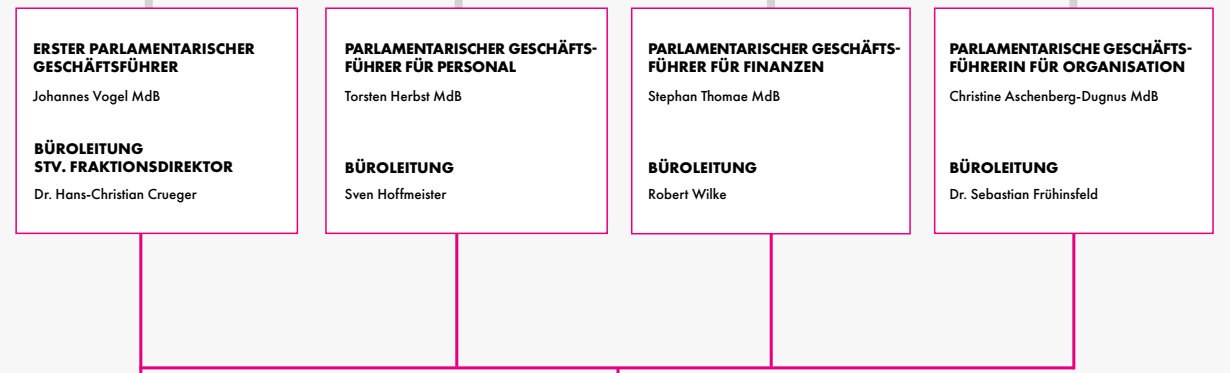 ERSTER PARLAMENTARISCHER
GESCHÄFTSFÜHRER
Johannes Vogel MdB
BÜROLEITUNG
STV. FRAKTIONSDIREKTOR
Dr. Hans-Christian Crueger
PARLAMENTARISCHER GESCHÄFTS-
FÜHRER FÜR PERSONAL
Torsten Herbst MdB
BÜROLEITUNG
Sven Hoffmeister
PARLAMENTARISCHER GESCHÄFTS-
FÜHRER FÜR FINANZEN
Stephan Thomae MdB
BÜROLEITUNG
Robert Wilke
PARLAMENTARISCHE GESCHÄFTS-
FÜHRERIN FÜR ORGANISATION
Christine Aschenberg-Dugnus MdB
BÜROLEITUNG
Dr. Sebastian Frühinsfeld